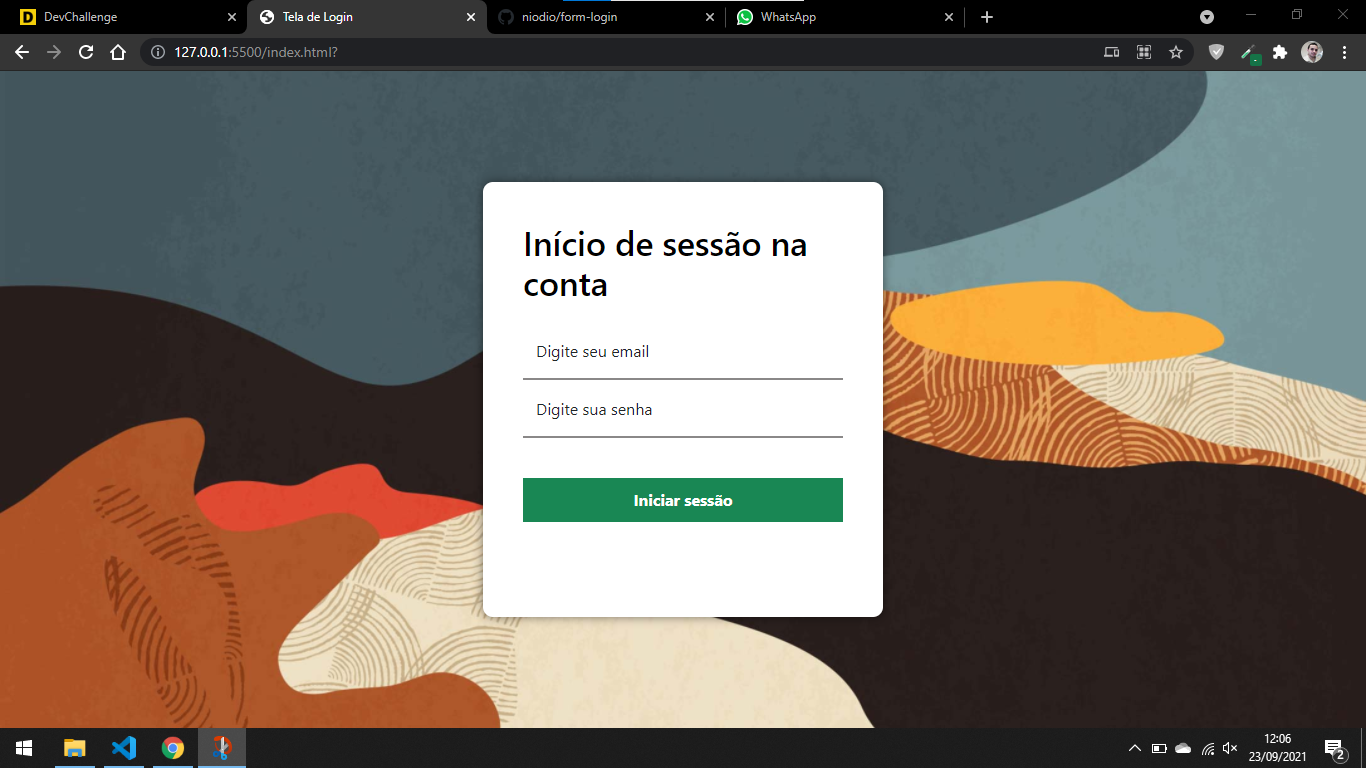 DevChallenge
Tela de Login
niodio/form-login
WhatsApp
127.0.0.1:5500/index.html?
Início de sessão na
conta
Digite seu email
Digite sua senha
Iniciar sessão
12:06
23/09/2021
2